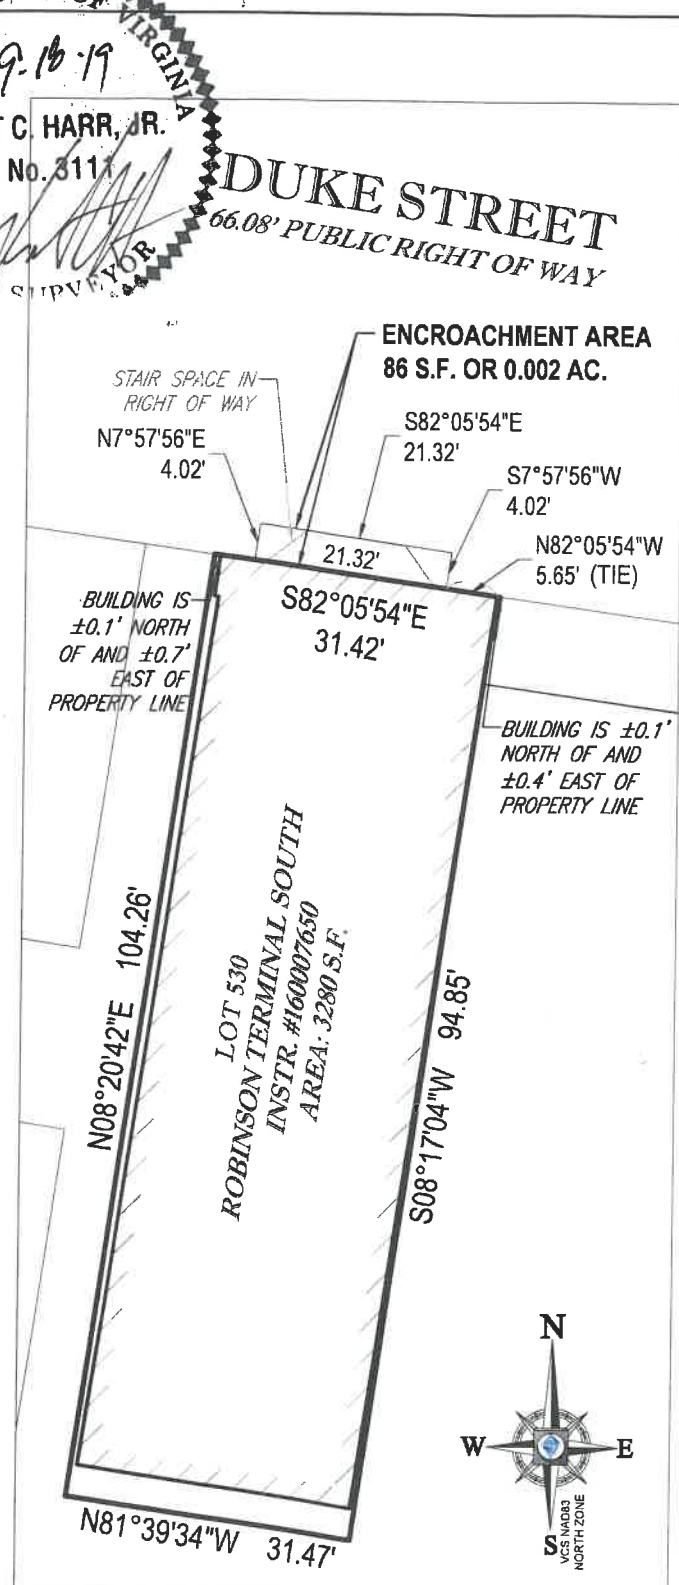 OF VIRGINIA
9-18-19
C. HARR, JR.
No. 3111
SURVEYOR
DUKE STREET
66.08' PUBLIC RIGHT OF WAY
ENCROACHMENT AREA
86 S.F. OR 0.002 AC.
STAIR SPACE IN
RIGHT OF WAY
N7°57'56"E
4.02'
S82°05'54"E
21.32'
S7°57'56"W
4.02'
N82°05'54"W
5.65' (TIE)
21.32'
S82°05'54"E
31.42'
BUILDING IS
±0.1' NORTH
OF AND ±0.7'
EAST OF
PROPERTY LINE
BUILDING IS ±0.1'
NORTH OF AND
±0.4' EAST OF
PROPERTY LINE
LOT 530
ROBINSON TERMINAL SOUTH
INSTR. #160007650
AREA: 3280 S.F.
N08°20'42"E 104.26'
S08°17'04"W 94.85'
N81°39'34"W 31.47'
N
W
E
S
VCS NAD83
NORTH ZONE